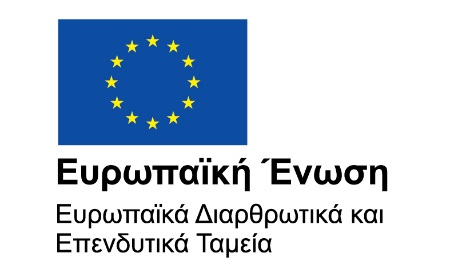 Ευρωπαϊκή Ένωση
Ευρωπαϊκά Διαρθρωτικά και
Επενδυτικά Ταμεία